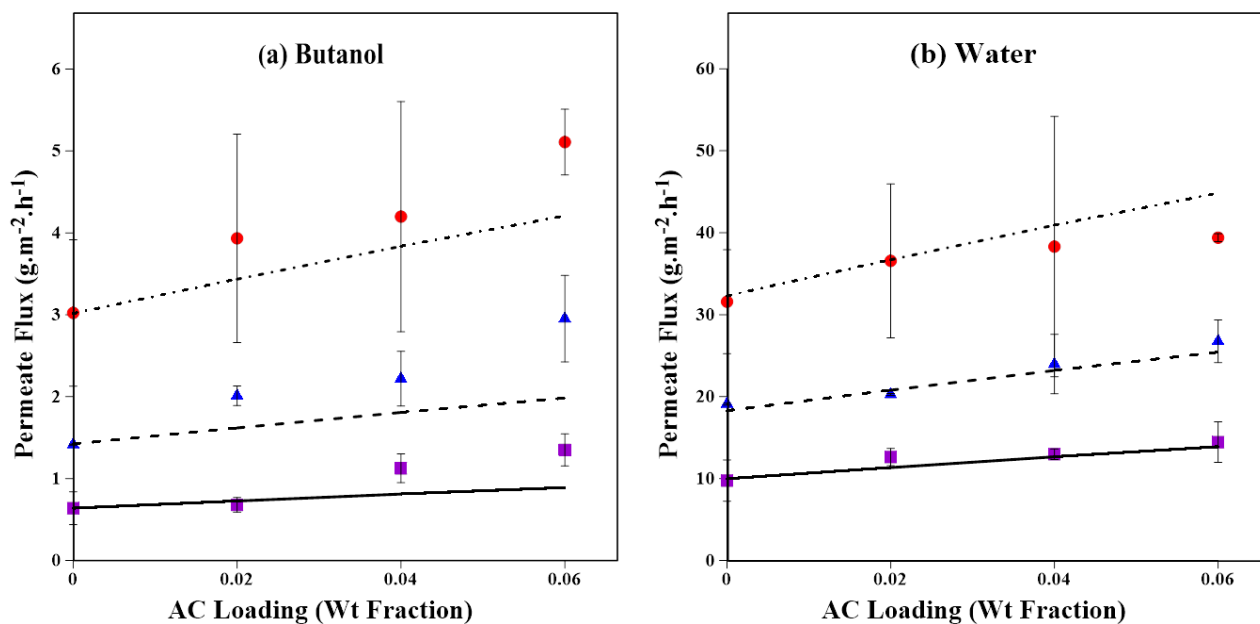 (a) Butanol
6
5
4
3
2
1
0
Permeate Flux (g.m⁻².h⁻¹)
0 0.02 0.04 0.06
AC Loading (Wt Fraction)
(b) Water
60
50
40
30
20
10
0
Permeate Flux (g.m⁻².h⁻¹)
0 0.02 0.04 0.06
AC Loading (Wt Fraction)